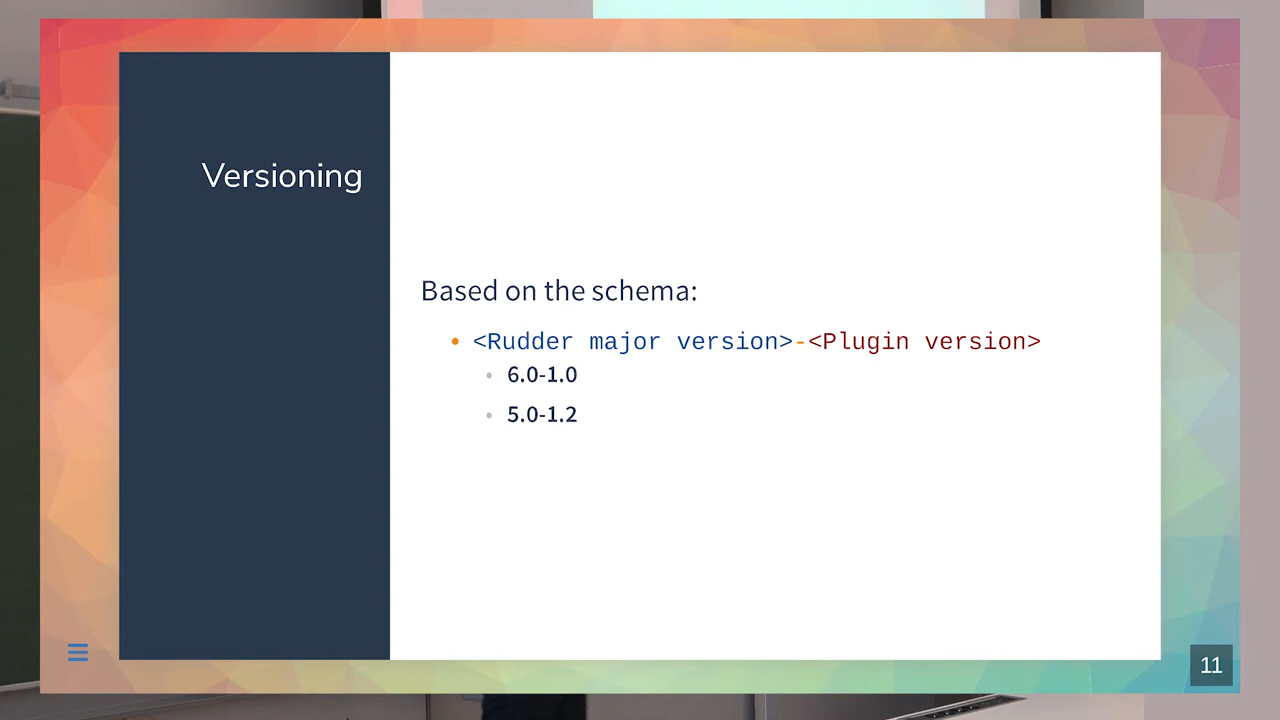 Versioning
Based on the schema:
<Rudder major version>-<Plugin version>
6.0-1.0
5.0-1.2
11